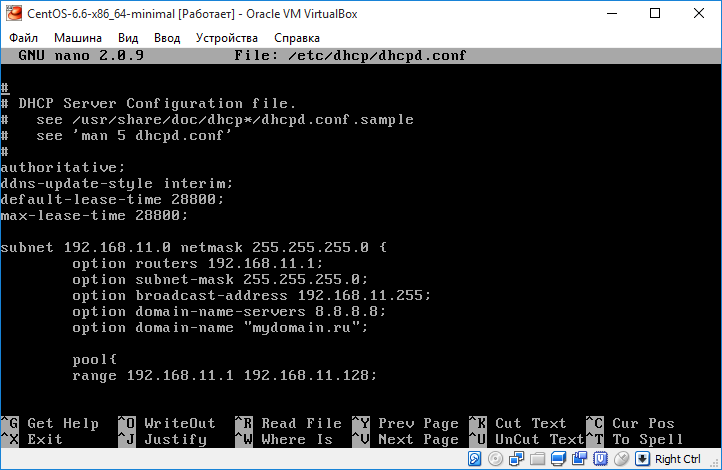 CentOS-6.6-x86_64-minimal [Работает] - Oracle VM VirtualBox
Файл Машина Вид Ввод Устройства Справка
GNU nano 2.0.9 File: /etc/dhcp/dhcpd.conf
#
# DHCP Server Configuration file.
#   see /usr/share/doc/dhcp*/dhcpd.conf.sample
#   see 'man 5 dhcpd.conf'
#
authoritative;
ddns-update-style interim;
default-lease-time 28800;
max-lease-time 28800;
subnet 192.168.11.0 netmask 255.255.255.0 {
        option routers 192.168.11.1;
        option subnet-mask 255.255.255.0;
        option broadcast-address 192.168.11.255;
        option domain-name-servers 8.8.8.8;
        option domain-name "mydomain.ru";
        pool{
        range 192.168.11.1 192.168.11.128;
^G Get Help ^O WriteOut ^R Read File ^Y Prev Page ^K Cut Text ^C Cur Pos
^X Exit ^J Justify ^W Where Is ^V Next Page ^U UnCut Text ^T To Spell
Right Ctrl